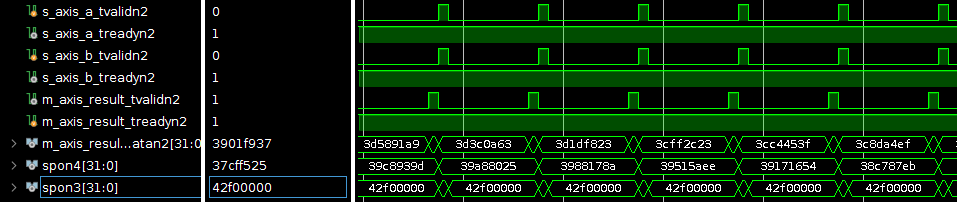 s_axis_a_tvalidn2 0
s_axis_a_treadyn2 1
s_axis_b_tvalidn2 0
s_axis_b_treadyn2 1
m_axis_result_tvalidn2 1
m_axis_result_treadyn2 1
m_axis_resul...atan2[31:0] 3901f937 3d5891a9 3d3c0a63 3d1df823 3cff2c23 3cc4453f 3c8da4ef
spon4[31:0] 37cff525 39c8939d 39a88025 3988178a 39515aee 39171654 38c787eb
spon3[31:0] 42f00000 42f00000 42f00000 42f00000 42f00000 42f00000 42f00000